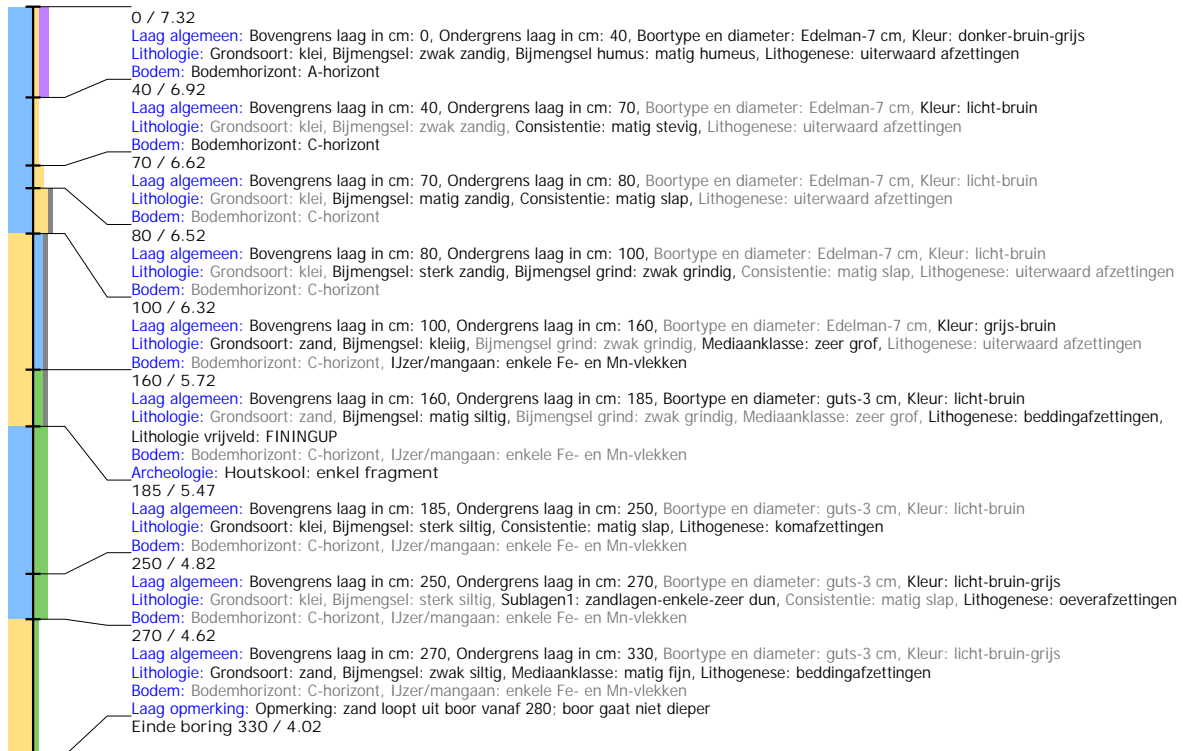 0 / 7.32
Laag algemeen: Bovengrens laag in cm: 0, Ondergrens laag in cm: 40, Boortype en diameter: Edelman-7 cm, Kleur: donker-bruin-grijs
Lithologie: Grondsoort: klei, Bijmengsel: zwak zandig, Bijmengsel humus: matig humeus, Lithogenese: uiterwaard afzettingen
Bodem: Bodemhorizont: A-horizont
40 / 6.92
Laag algemeen: Bovengrens laag in cm: 40, Ondergrens laag in cm: 70, Boortype en diameter: Edelman-7 cm, Kleur: licht-bruin
Lithologie: Grondsoort: klei, Bijmengsel: zwak zandig, Consistentie: matig stevig, Lithogenese: uiterwaard afzettingen
Bodem: Bodemhorizont: C-horizont
70 / 6.62
Laag algemeen: Bovengrens laag in cm: 70, Ondergrens laag in cm: 80, Boortype en diameter: Edelman-7 cm, Kleur: licht-bruin
Lithologie: Grondsoort: klei, Bijmengsel: matig zandig, Consistentie: matig slap, Lithogenese: uiterwaard afzettingen
Bodem: Bodemhorizont: C-horizont
80 / 6.52
Laag algemeen: Bovengrens laag in cm: 80, Ondergrens laag in cm: 100, Boortype en diameter: Edelman-7 cm, Kleur: licht-bruin
Lithologie: Grondsoort: klei, Bijmengsel: sterk zandig, Bijmengsel grind: zwak grindig, Consistentie: matig slap, Lithogenese: uiterwaard afzettingen
Bodem: Bodemhorizont: C-horizont
100 / 6.32
Laag algemeen: Bovengrens laag in cm: 100, Ondergrens laag in cm: 160, Boortype en diameter: Edelman-7 cm, Kleur: grijs-bruin
Lithologie: Grondsoort: zand, Bijmengsel: kleiig, Bijmengsel grind: zwak grindig, Mediaanklasse: zeer grof, Lithogenese: uiterwaard afzettingen
Bodem: Bodemhorizont: C-horizont, IJzer/mangaan: enkele Fe- en Mn-vlekken
160 / 5.72
Laag algemeen: Bovengrens laag in cm: 160, Ondergrens laag in cm: 185, Boortype en diameter: guts-3 cm, Kleur: licht-bruin
Lithologie: Grondsoort: zand, Bijmengsel: matig siltig, Bijmengsel grind: zwak grindig, Mediaanklasse: zeer grof, Lithogenese: beddingafzettingen,
Lithologie vrijveld: FININGUP
Bodem: Bodemhorizont: C-horizont, IJzer/mangaan: enkele Fe- en Mn-vlekken
Archeologie: Houtskool: enkel fragment
185 / 5.47
Laag algemeen: Bovengrens laag in cm: 185, Ondergrens laag in cm: 250, Boortype en diameter: guts-3 cm, Kleur: licht-bruin
Lithologie: Grondsoort: klei, Bijmengsel: sterk siltig, Consistentie: matig slap, Lithogenese: komafzettingen
Bodem: Bodemhorizont: C-horizont, IJzer/mangaan: enkele Fe- en Mn-vlekken
250 / 4.82
Laag algemeen: Bovengrens laag in cm: 250, Ondergrens laag in cm: 270, Boortype en diameter: guts-3 cm, Kleur: licht-bruin-grijs
Lithologie: Grondsoort: klei, Bijmengsel: sterk siltig, Sublagen1: zandlagen-enkele-zeer dun, Consistentie: matig slap, Lithogenese: oeverafzettingen
Bodem: Bodemhorizont: C-horizont, IJzer/mangaan: enkele Fe- en Mn-vlekken
270 / 4.62
Laag algemeen: Bovengrens laag in cm: 270, Ondergrens laag in cm: 330, Boortype en diameter: guts-3 cm, Kleur: licht-bruin-grijs
Lithologie: Grondsoort: zand, Bijmengsel: zwak siltig, Mediaanklasse: matig fijn, Lithogenese: beddingafzettingen
Bodem: Bodemhorizont: C-horizont, IJzer/mangaan: enkele Fe- en Mn-vlekken
Laag opmerking: Opmerking: zand loopt uit boor vanaf 280; boor gaat niet dieper
Einde boring 330 / 4.02